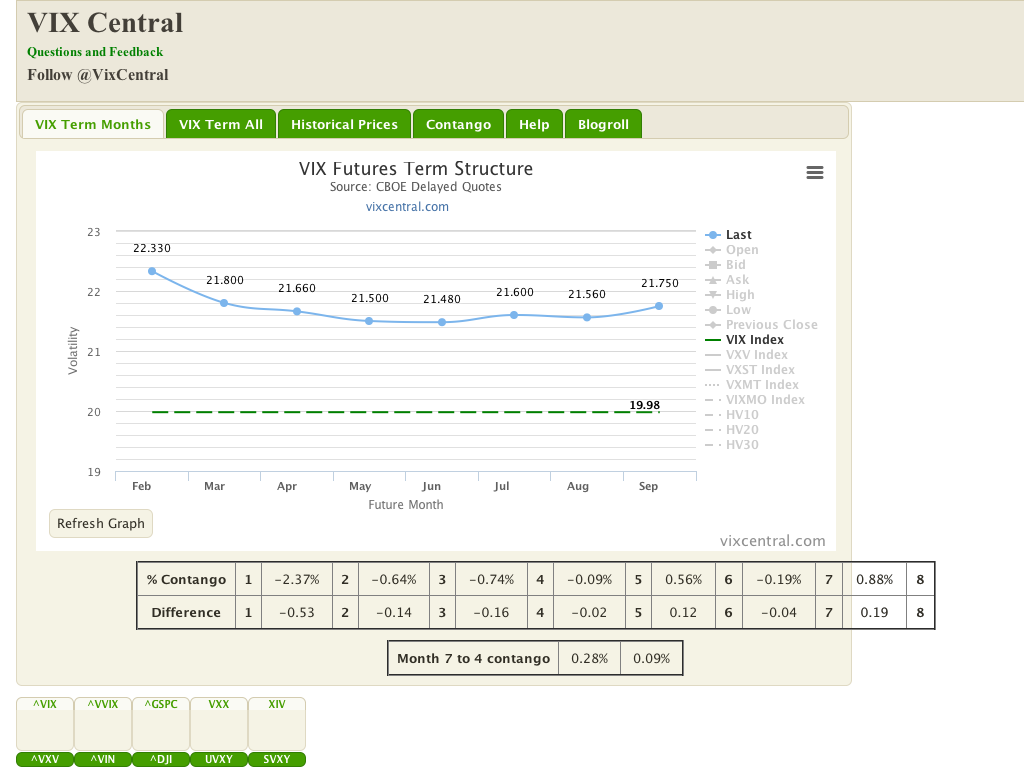 VIX Central
Questions and Feedback
Follow @VixCentral
VIX Term Months VIX Term All Historical Prices Contango Help Blogroll
VIX Futures Term Structure
Source: CBOE Delayed Quotes
vixcentral.com
Volatility
23
22
21
20
19
22.330 21.800 21.660 21.500 21.480 21.600 21.560 21.750
19.98
Feb Mar Apr May Jun Jul Aug Sep
Future Month
Last
Open
Bid
Ask
High
Low
Previous Close
VIX Index
VXV Index
VXST Index
VXMT Index
VIXMO Index
HV10
HV20
HV30
Refresh Graph
vixcentral.com
% Contango 1 −2.37% 2 −0.64% 3 −0.74% 4 −0.09% 5 0.56% 6 −0.19% 7 0.88% 8
Difference 1 −0.53 2 −0.14 3 −0.16 4 −0.02 5 0.12 6 −0.04 7 0.19 8
Month 7 to 4 contango 0.28% 0.09%
^VIX ^VVIX ^GSPC VXX XIV
^VXV ^VIN ^DJI UVXY SVXY